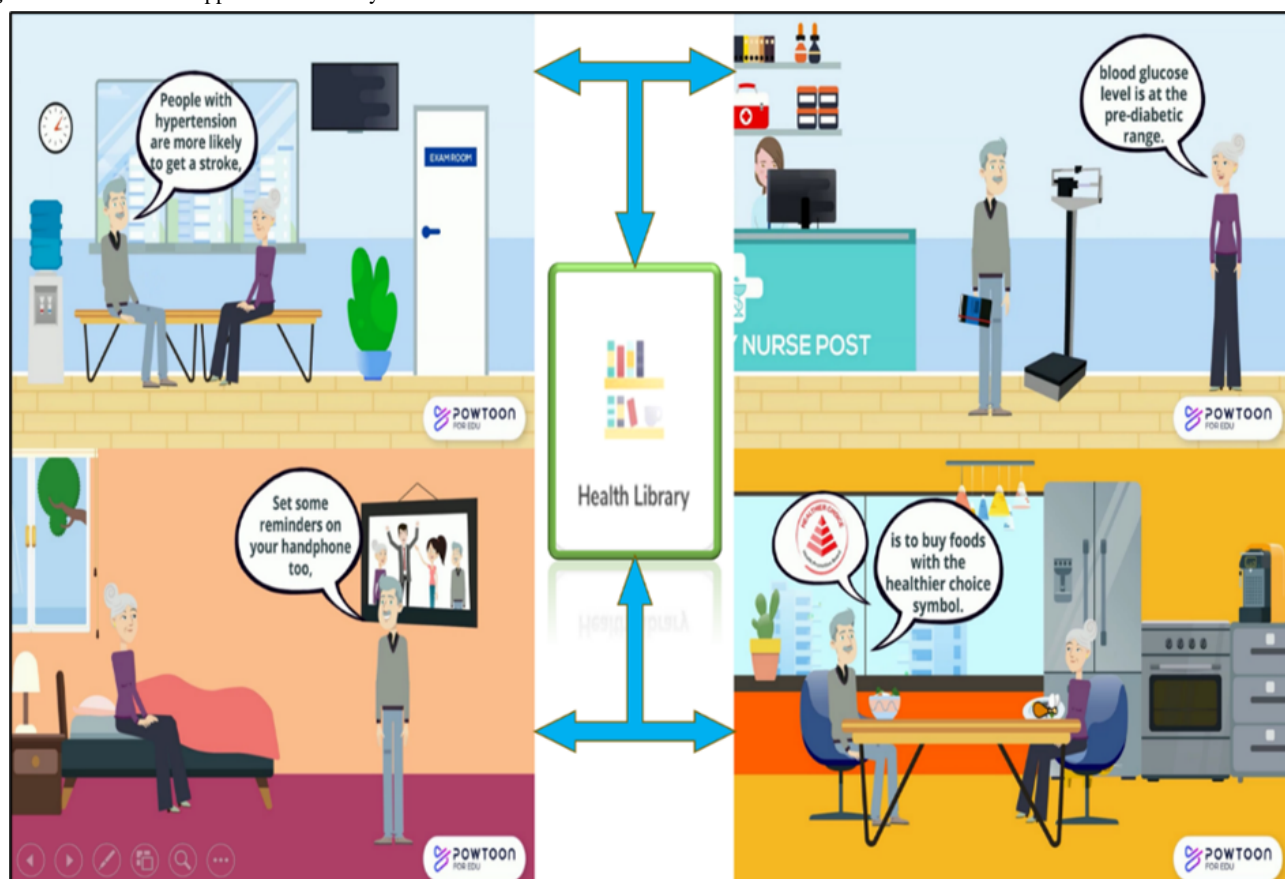 People with
hypertension
are more likely
to get a stroke,
EXAM ROOM
POWTOON
FOR EDU
blood glucose
level is at the
pre-diabetic
range.
NURSE POST
POWTOON
FOR EDU
Health Library
Set some
reminders on
your handphone
too,
POWTOON
FOR EDU
HEALTHIER CHOICE
is to buy foods
with the
healthier choice
symbol.
POWTOON
FOR EDU